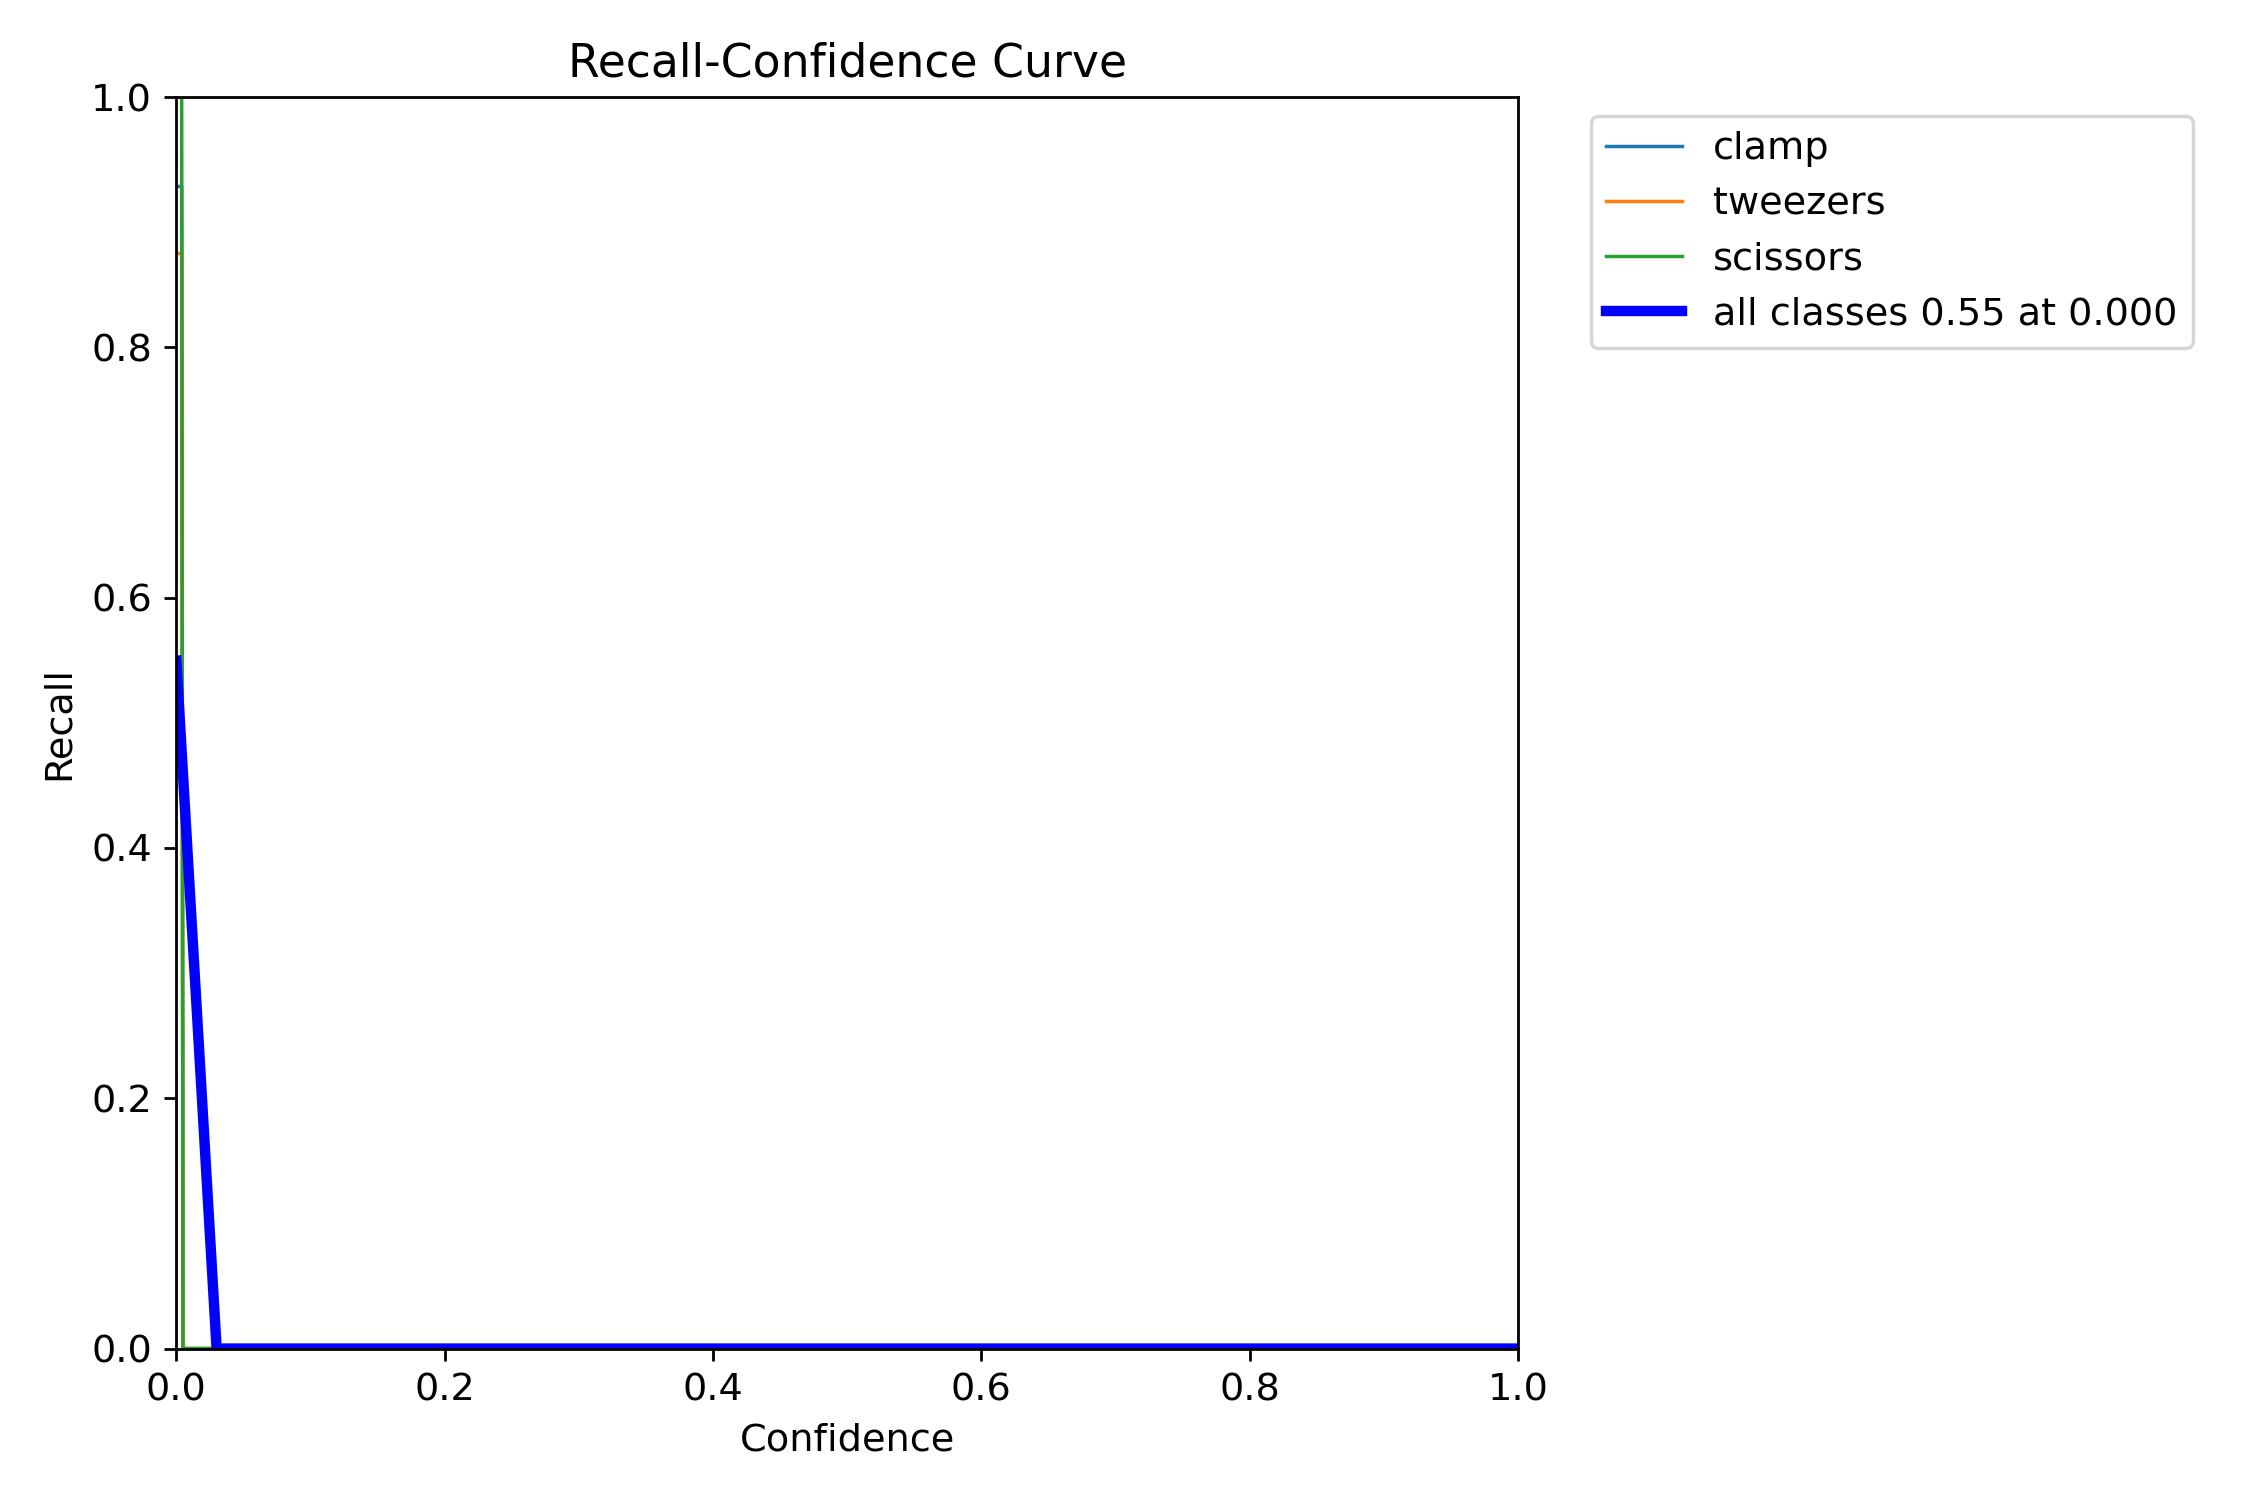 Recall-Confidence Curve
1.0
0.8
0.6
0.4
0.2
0.0
Recall
0.0 0.2 0.4 0.6 0.8 1.0
Confidence
clamp
tweezers
scissors
all classes 0.55 at 0.000